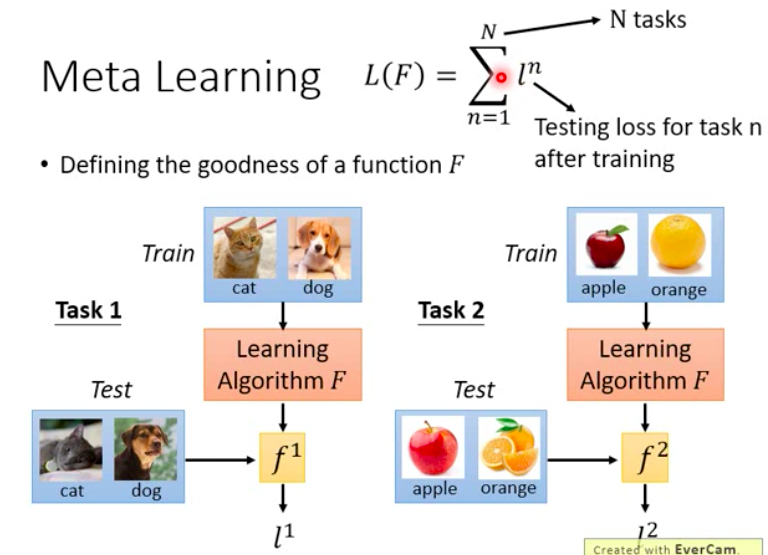 N tasks
Meta Learning
L(F) = \sum_{n=1}^{N} l^n
Testing loss for task n
after training
• Defining the goodness of a function F
Train
cat dog
Task 1
Learning
Algorithm F
Test
cat dog
f^1
l^1
Train
apple orange
Task 2
Learning
Algorithm F
Test
apple orange
f^2
l^2
Created with EverCam.